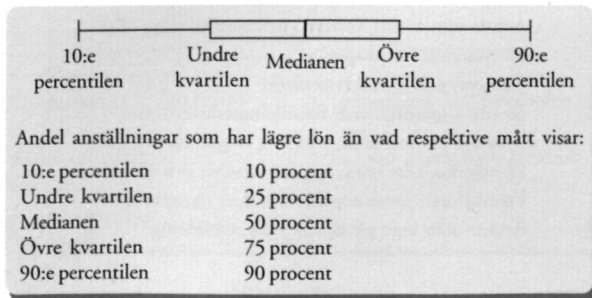 10:e percentilen Undre kvartilen Medianen Övre kvartilen 90:e percentilen
Andel anställningar som har lägre lön än vad respektive mått visar:
10:e percentilen 10 procent
Undre kvartilen 25 procent
Medianen 50 procent
Övre kvartilen 75 procent
90:e percentilen 90 procent